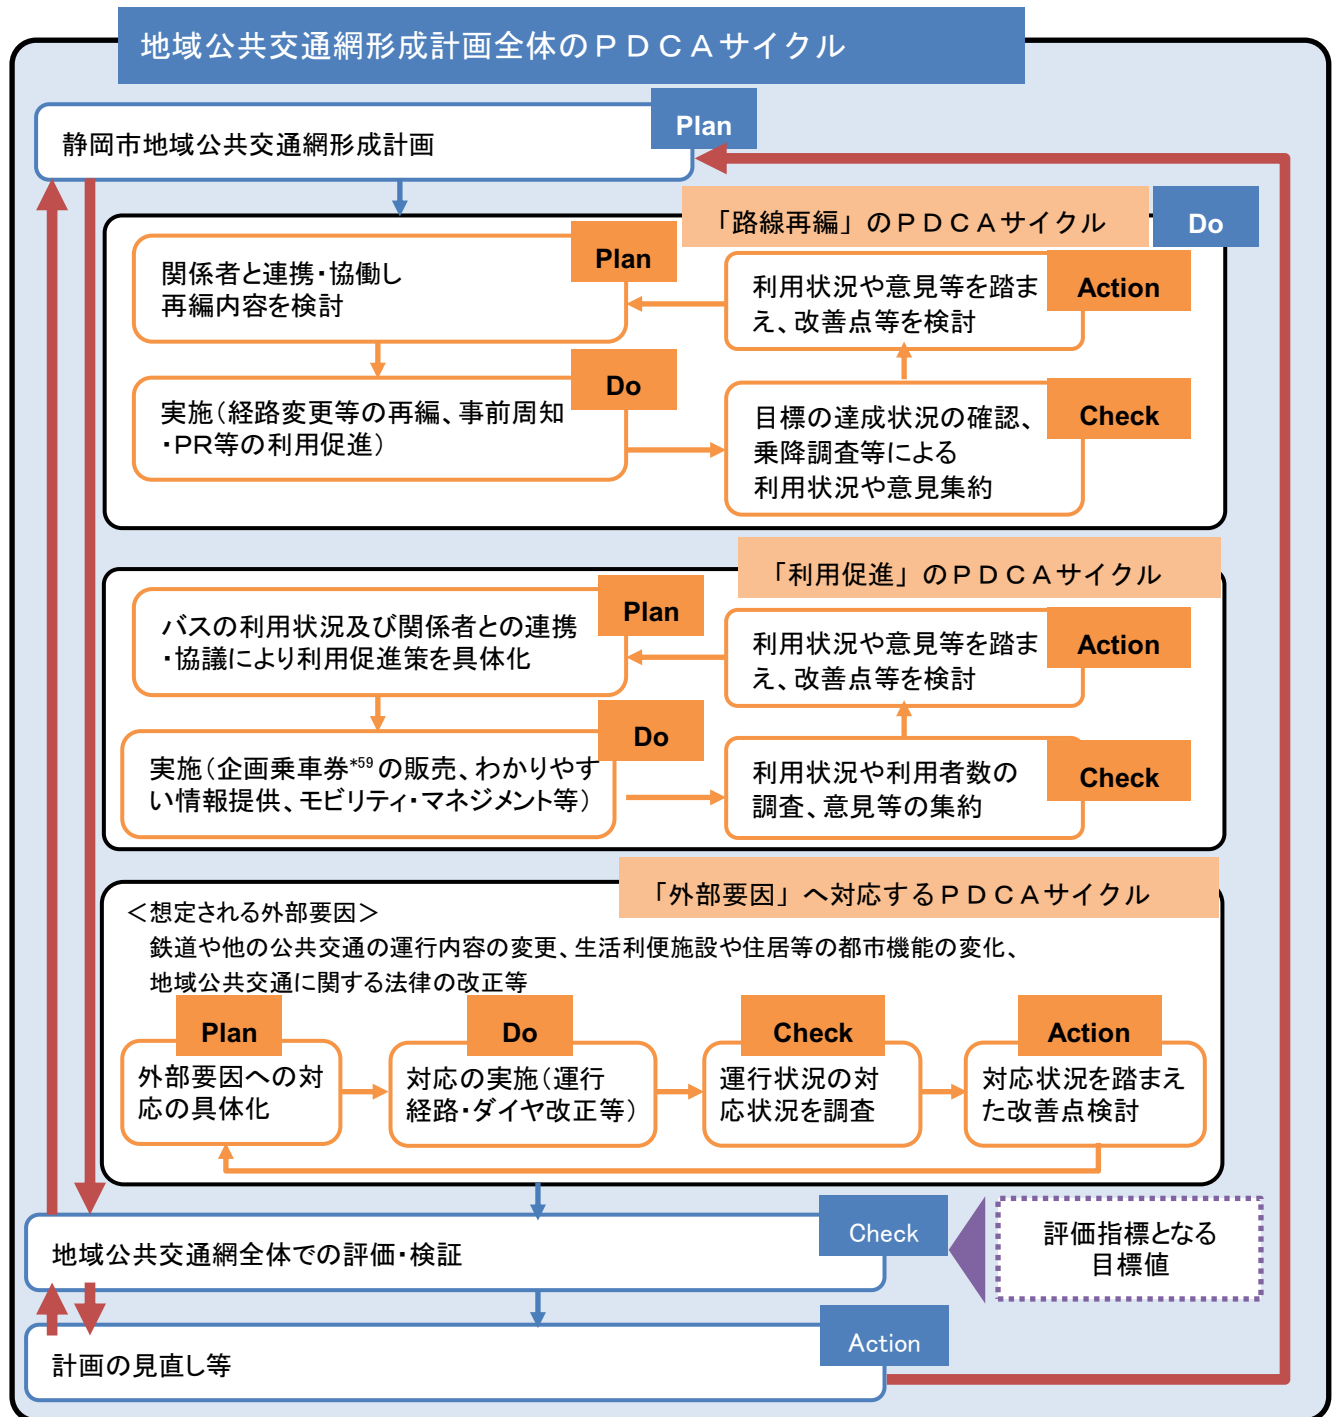 地域公共交通網形成計画全体のＰＤＣＡサイクル
Plan
静岡市地域公共交通網形成計画
「路線再編」のＰＤＣＡサイクル
Do
Plan
関係者と連携・協働し
再編内容を検討
Action
利用状況や意見等を踏ま
え、改善点等を検討
Do
実施（経路変更等の再編、事前周知
・PR等の利用促進）
Check
目標の達成状況の確認、
乗降調査等による
利用状況や意見集約
「利用促進」のＰＤＣＡサイクル
Plan
バスの利用状況及び関係者との連携
・協議により利用促進策を具体化
Action
利用状況や意見等を踏ま
え、改善点等を検討
Do
実施（企画乗車券*59の販売、わかりやす
い情報提供、モビリティ・マネジメント等）
Check
利用状況や利用者数の
調査、意見等の集約
「外部要因」へ対応するＰＤＣＡサイクル
＜想定される外部要因＞
鉄道や他の公共交通の運行内容の変更、生活利便施設や住居等の都市機能の変化、
地域公共交通に関する法律の改正等
Plan
外部要因への対
応の具体化
Do
対応の実施（運行
経路・ダイヤ改正等）
Check
運行状況の対
応状況を調査
Action
対応状況を踏まえ
た改善点検討
Check
地域公共交通網全体での評価・検証
評価指標となる
目標値
Action
計画の見直し等